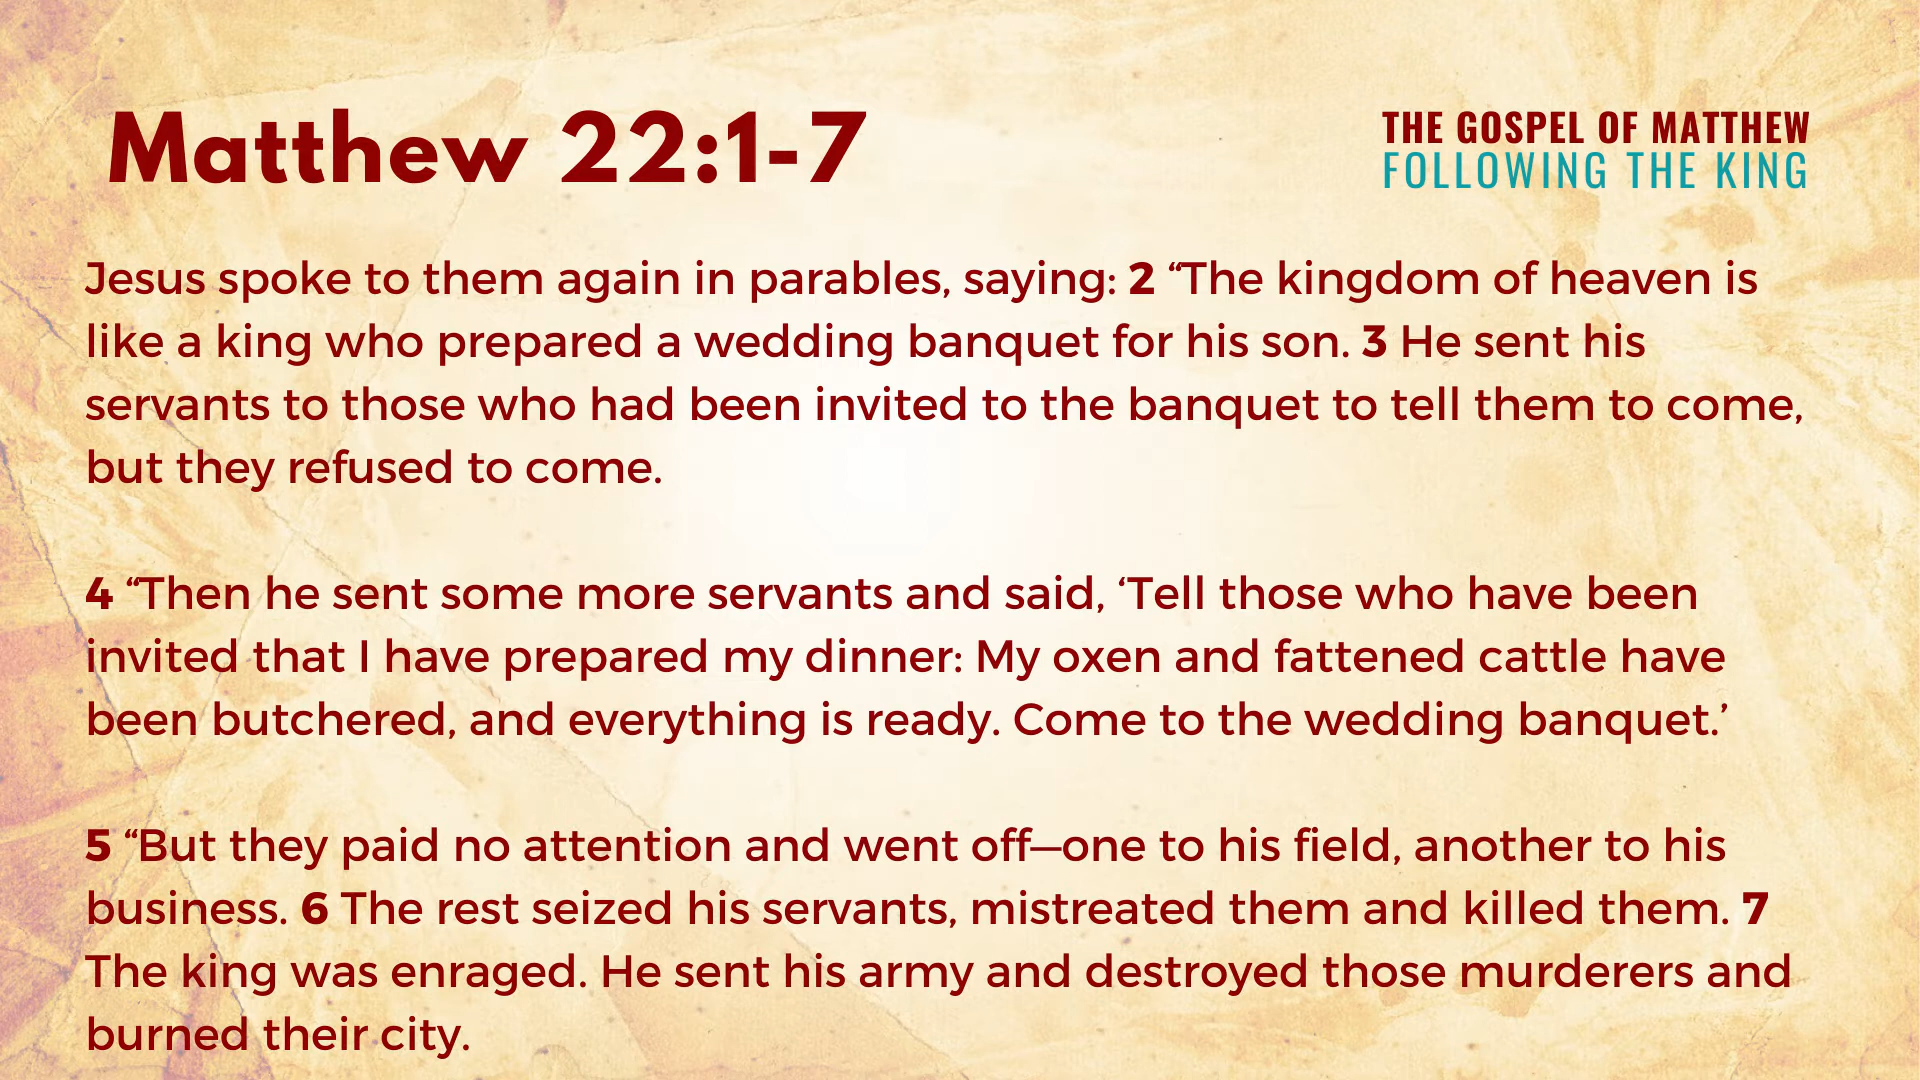 Matthew 22:1-7
THE GOSPEL OF MATTHEW
FOLLOWING THE KING
Jesus spoke to them again in parables, saying: 2 “The kingdom of heaven is
like a king who prepared a wedding banquet for his son. 3 He sent his
servants to those who had been invited to the banquet to tell them to come,
but they refused to come.
4 “Then he sent some more servants and said, ‘Tell those who have been
invited that I have prepared my dinner: My oxen and fattened cattle have
been butchered, and everything is ready. Come to the wedding banquet.’
5 “But they paid no attention and went off—one to his field, another to his
business. 6 The rest seized his servants, mistreated them and killed them. 7
The king was enraged. He sent his army and destroyed those murderers and
burned their city.